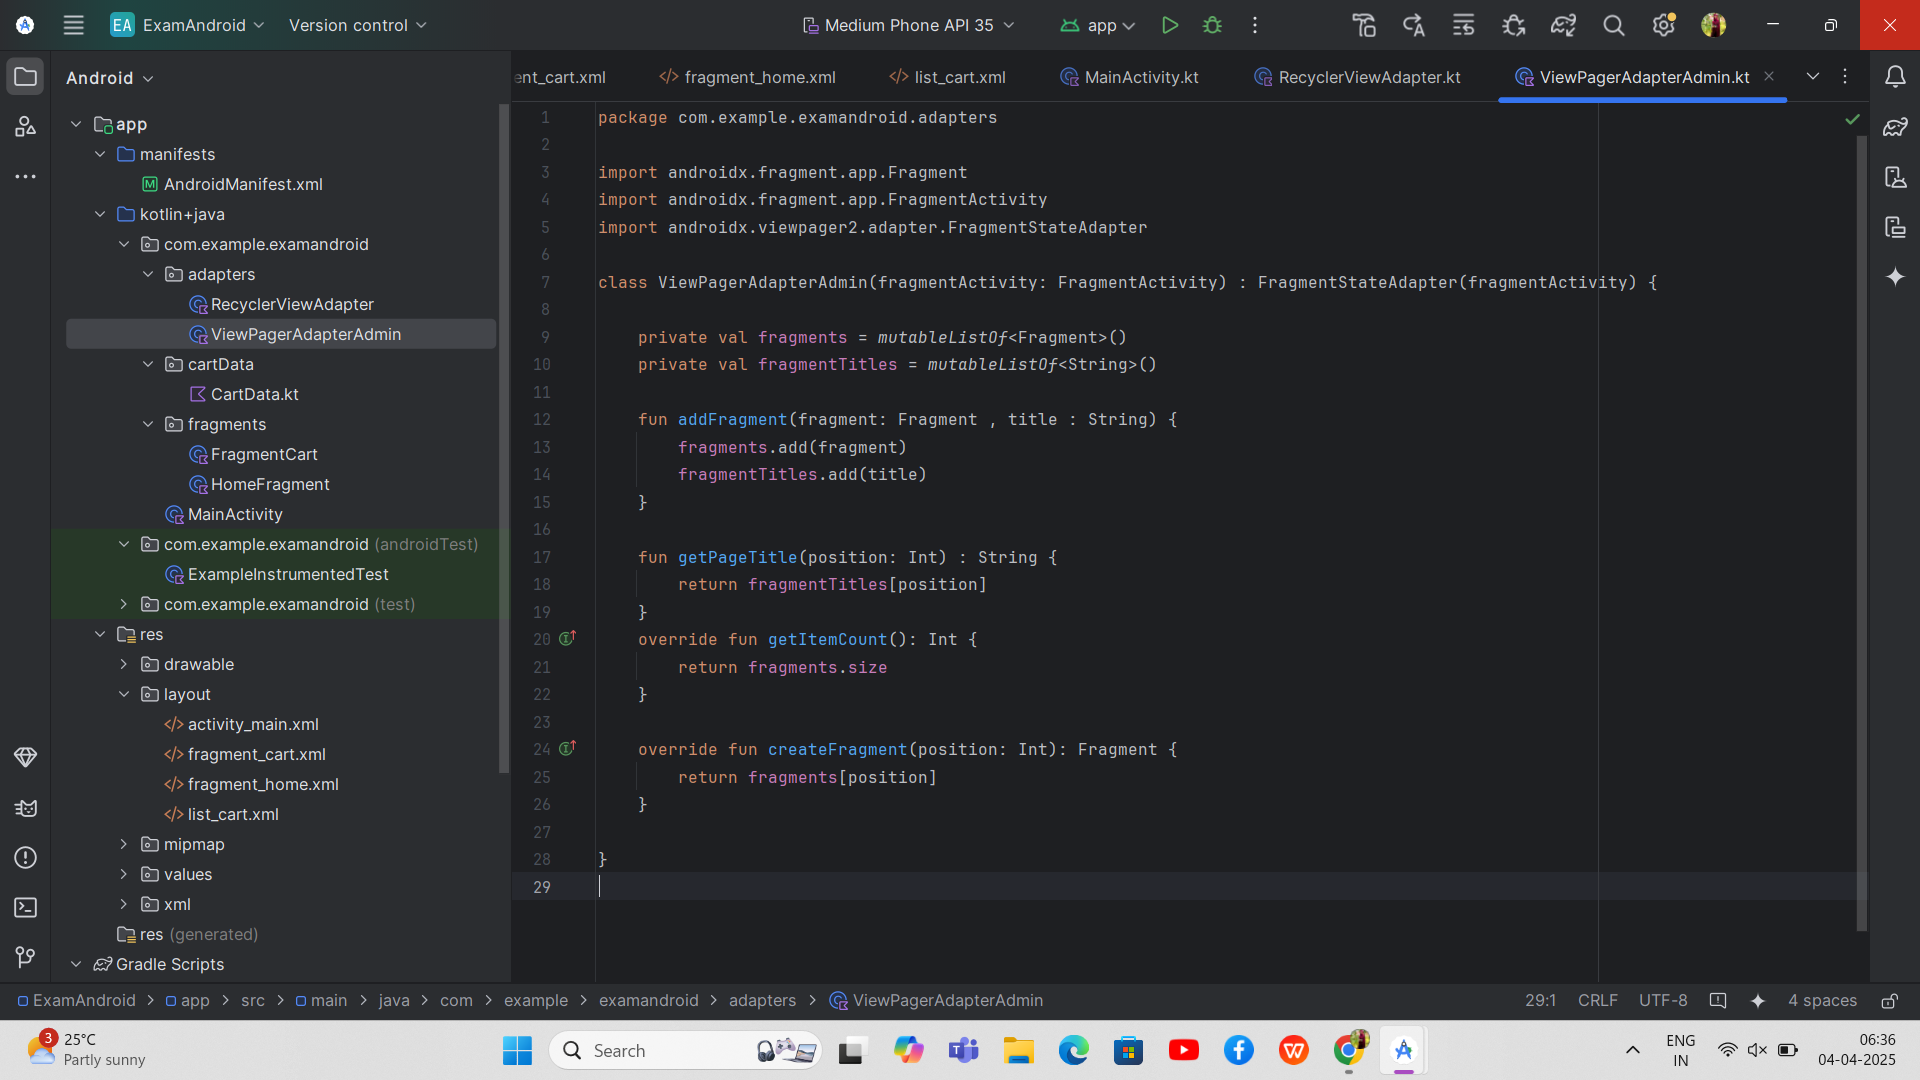 EA ExamAndroid Version control Medium Phone API 35 app
Android
ent_cart.xml fragment_home.xml list_cart.xml MainActivity.kt RecyclerViewAdapter.kt ViewPagerAdapterAdmin.kt
app
manifests
AndroidManifest.xml
kotlin+java
com.example.examandroid
adapters
RecyclerViewAdapter
ViewPagerAdapterAdmin
cartData
CartData.kt
fragments
FragmentCart
HomeFragment
MainActivity
com.example.examandroid (androidTest)
ExampleInstrumentedTest
com.example.examandroid (test)
res
drawable
layout
activity_main.xml
fragment_cart.xml
fragment_home.xml
list_cart.xml
mipmap
values
xml
res (generated)
Gradle Scripts
1 package com.example.examandroid.adapters
2
3 import androidx.fragment.app.Fragment
4 import androidx.fragment.app.FragmentActivity
5 import androidx.viewpager2.adapter.FragmentStateAdapter
6
7 class ViewPagerAdapterAdmin(fragmentActivity: FragmentActivity) : FragmentStateAdapter(fragmentActivity) {
8
9 private val fragments = mutableListOf<Fragment>()
10 private val fragmentTitles = mutableListOf<String>()
11
12 fun addFragment(fragment: Fragment , title : String) {
13 fragments.add(fragment)
14 fragmentTitles.add(title)
15 }
16
17 fun getPageTitle(position: Int) : String {
18 return fragmentTitles[position]
19 }
20 override fun getItemCount(): Int {
21 return fragments.size
22 }
23
24 override fun createFragment(position: Int): Fragment {
25 return fragments[position]
26 }
27
28 }
29
ExamAndroid > app > src > main > java > com > example > examandroid > adapters > ViewPagerAdapterAdmin 29:1 CRLF UTF-8 4 spaces
3 25°C
Partly sunny
Search
ENG
IN
06:36
04-04-2025